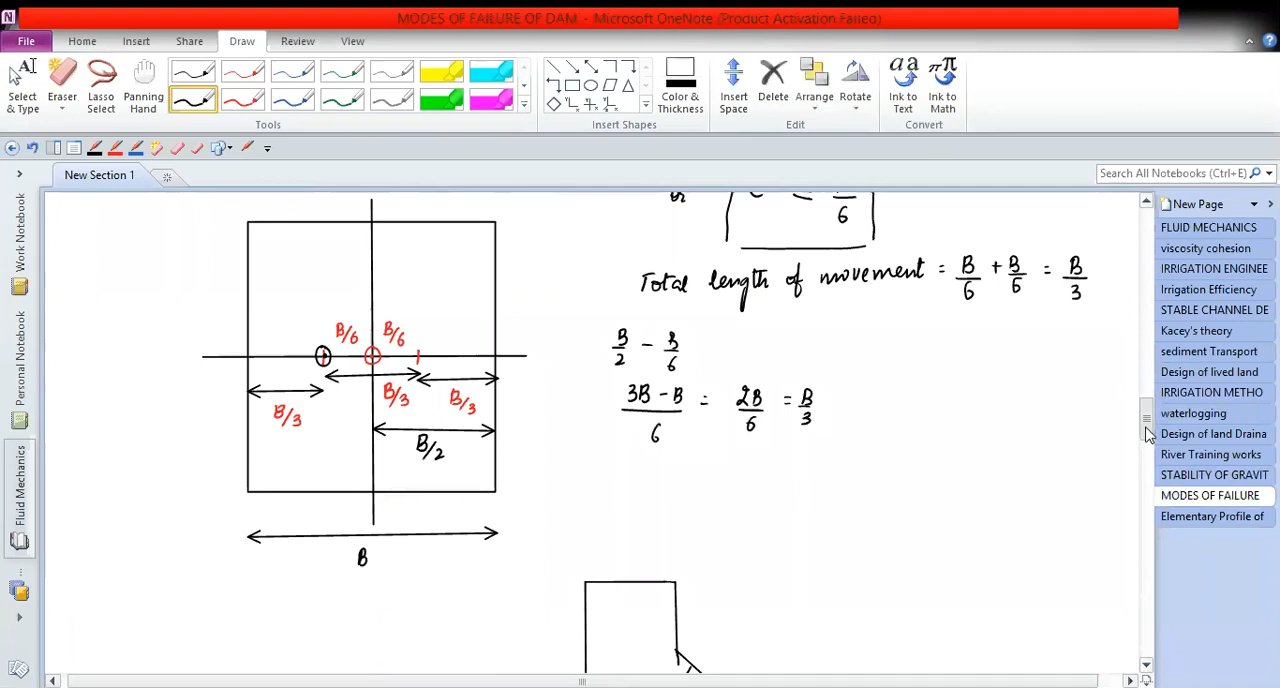 MODES OF FAILURE OF DAM - Microsoft OneNote (Product Activation Failed)
File Home Insert Share Draw Review View
Select & Type
Eraser
Lasso Select
Panning Hand
Color & Thickness
Insert Space
Delete
Arrange
Rotate
Ink to Text
Ink to Math
Tools
Insert Shapes
Edit
Convert
New Section 1
Search All Notebooks (Ctrl+E)
Work Notebook
Personal Notebook
Fluid Mechanics
New Page
FLUID MECHANICS
viscosity cohesion
IRRIGATION ENGINEE
Irrigation Efficiency
STABLE CHANNEL DE
Kacey's theory
sediment Transport
Design of lived land
IRRIGATION METHO
waterlogging
Design of land Draina
River Training works
STABILITY OF GRAVIT
MODES OF FAILURE
Elementary Profile of
or
6
Total length of movement = B/6 + B/6 = B/3
B/2 - B/6
3B - B / 6 = 2B/6 = B/3
B/6 B/6
B/3 B/3 B/3
B/2
B